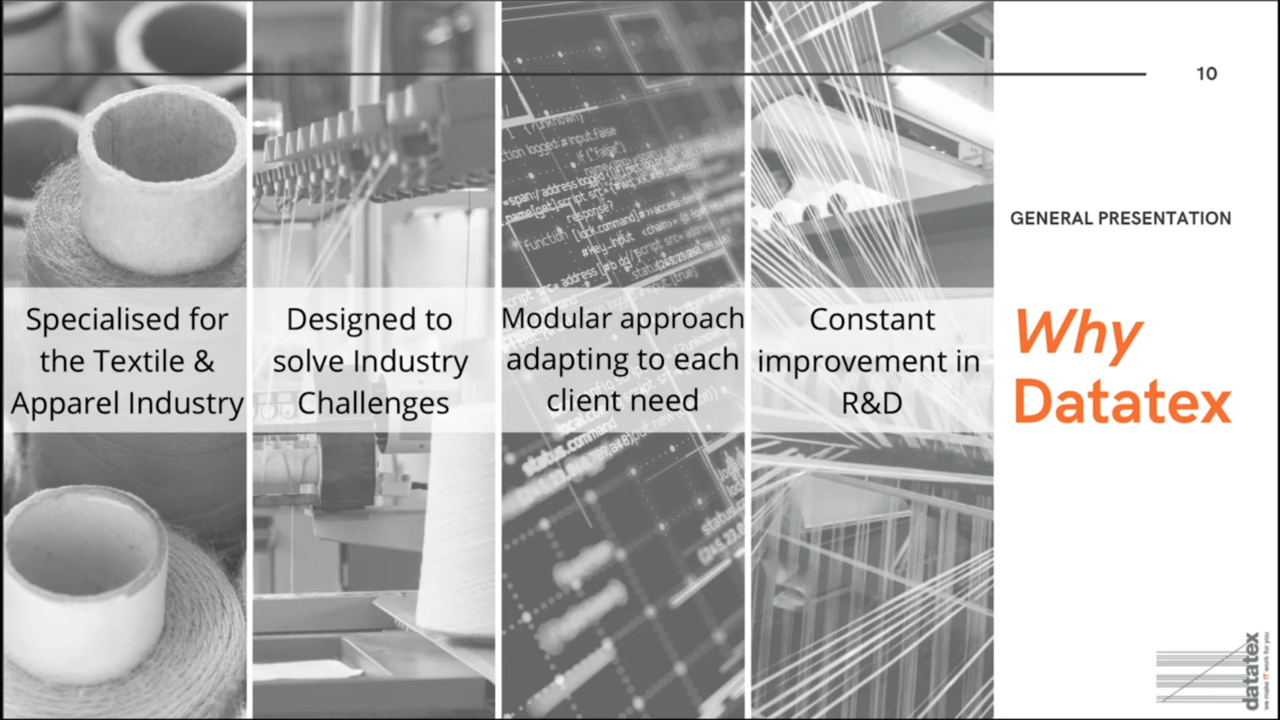 10
GENERAL PRESENTATION
Why
Datatex
Specialised for
the Textile &
Apparel Industry
Designed to
solve Industry
Challenges
Modular approach
adapting to each
client need
Constant
improvement in
R&D
datatex
we make IT work for you